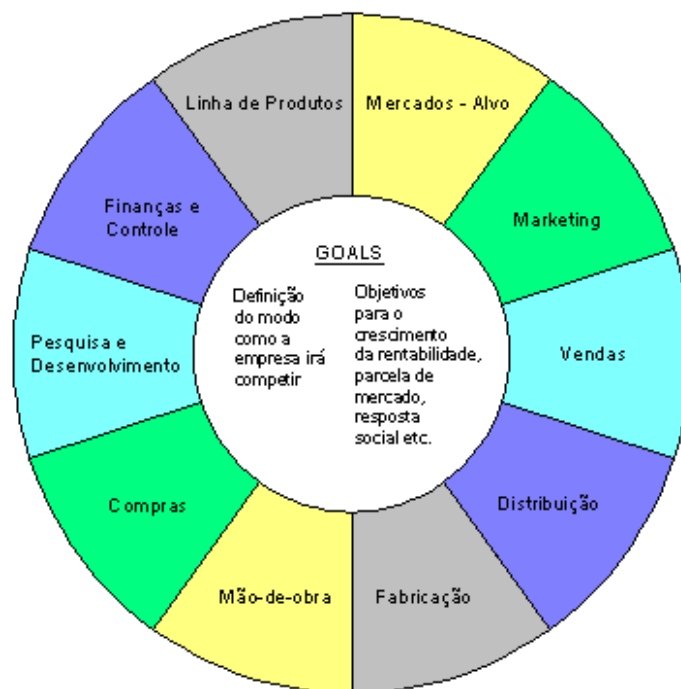 Linha de Produtos
Mercados - Alvo
Finanças e
Controle
Marketing
GOALS
Definição
do modo
como a
empresa irá
competir
Objetivos
para o
crescimento
da rentabilidade,
parcela de
mercado,
resposta
social etc.
Pesquisa e
Desenvolvimento
Vendas
Compras
Distribuição
Mão-de-obra
Fabricação